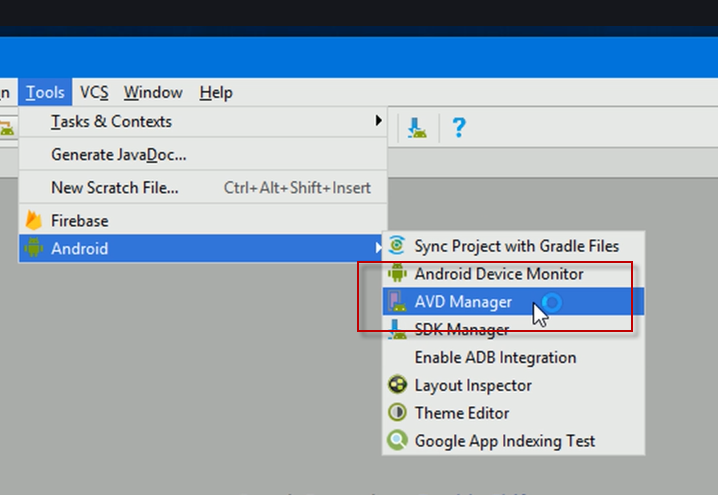 n Tools VCS Window Help
Tasks & Contexts
Generate JavaDoc...
New Scratch File... Ctrl+Alt+Shift+Insert
Firebase
Android
Sync Project with Gradle Files
Android Device Monitor
AVD Manager
SDK Manager
Enable ADB Integration
Layout Inspector
Theme Editor
Google App Indexing Test